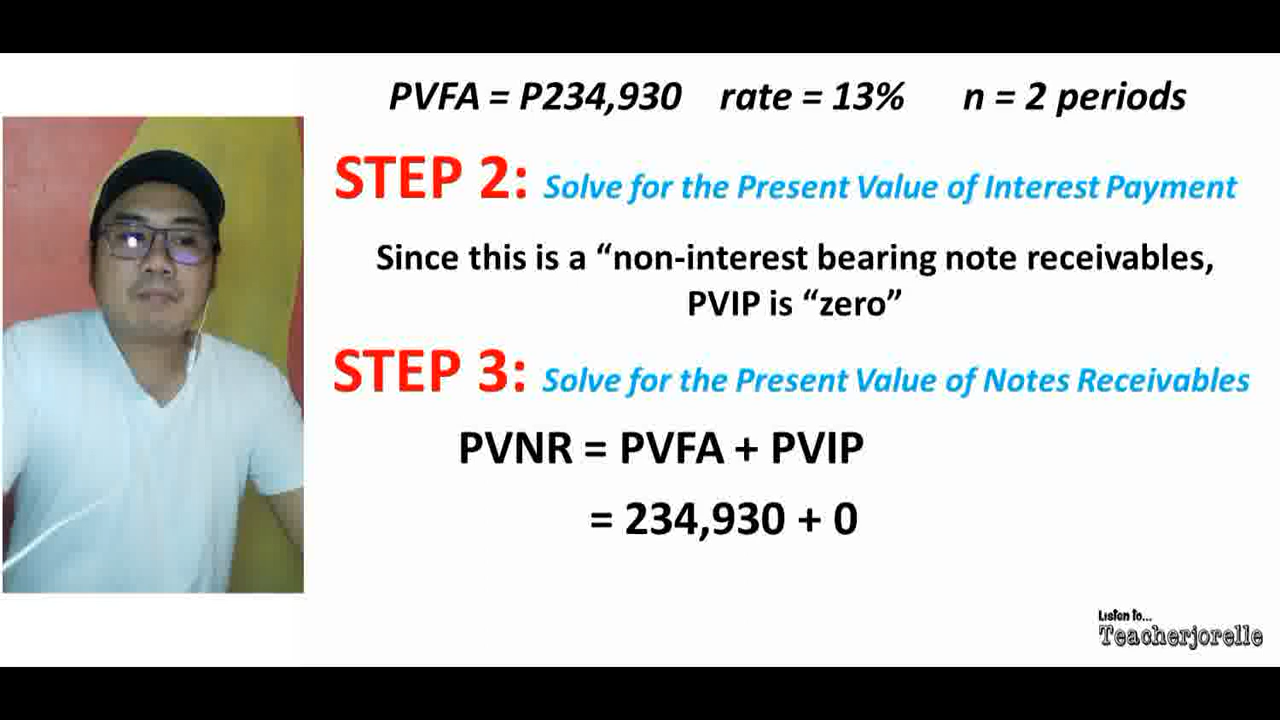 PVFA = P234,930 rate = 13% n = 2 periods
STEP 2: Solve for the Present Value of Interest Payment
Since this is a “non-interest bearing note receivables,
PVIP is “zero”
STEP 3: Solve for the Present Value of Notes Receivables
PVNR = PVFA + PVIP
= 234,930 + 0
Listen to...
Teacherjorelle